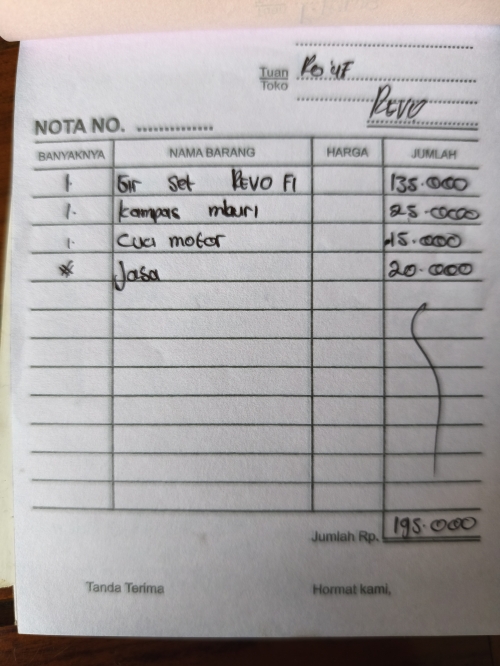 Tuan Po'uf
Toko
REVO
NOTA NO. ..............
BANYAKNYA NAMA BARANG HARGA JUMLAH
1. Gir set REVO FI 135.000
1. kampas mburi 25.000
1. Cuci motor 15.000
Jasa 20.000
Jumlah Rp. 195.000
Tanda Terima Hormat kami,